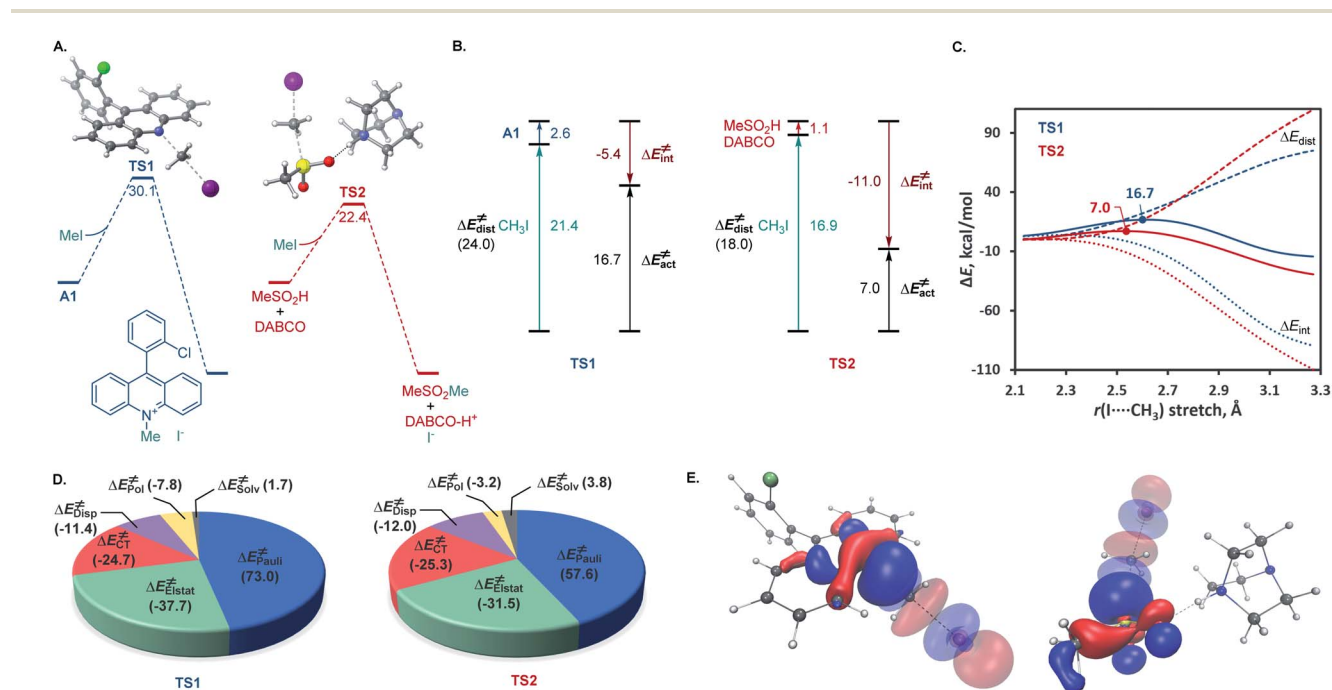 A.
TS1
30.1
MeI
A1
Cl
N⁺
Me I⁻
TS2
22.4
MeI
MeSO₂H
+
DABCO
MeSO₂Me
+
DABCO-H⁺
I⁻
B.
A1
2.6
-5.4
ΔE≠int
ΔE≠dist
(24.0)
CH₃I
21.4
16.7
ΔE≠act
TS1
MeSO₂H
DABCO
1.1
-11.0
ΔE≠int
ΔE≠dist
(18.0)
CH₃I
16.9
7.0
ΔE≠act
TS2
C.
TS1
TS2
ΔEdist
16.7
7.0
ΔEint
ΔE, kcal/mol
90
40
-10
-60
-110
2.1 2.3 2.5 2.7 2.9 3.1 3.3
r(I····CH₃) stretch, Å
D.
ΔE≠Pol (-7.8)
ΔE≠Solv (1.7)
ΔE≠Disp
(-11.4)
ΔE≠CT
(-24.7)
ΔE≠Pauli
(73.0)
ΔE≠Elstat
(-37.7)
TS1
ΔE≠Pol (-3.2)
ΔE≠Solv (3.8)
ΔE≠Disp
(-12.0)
ΔE≠CT
(-25.3)
ΔE≠Pauli
(57.6)
ΔE≠Elstat
(-31.5)
TS2
E.